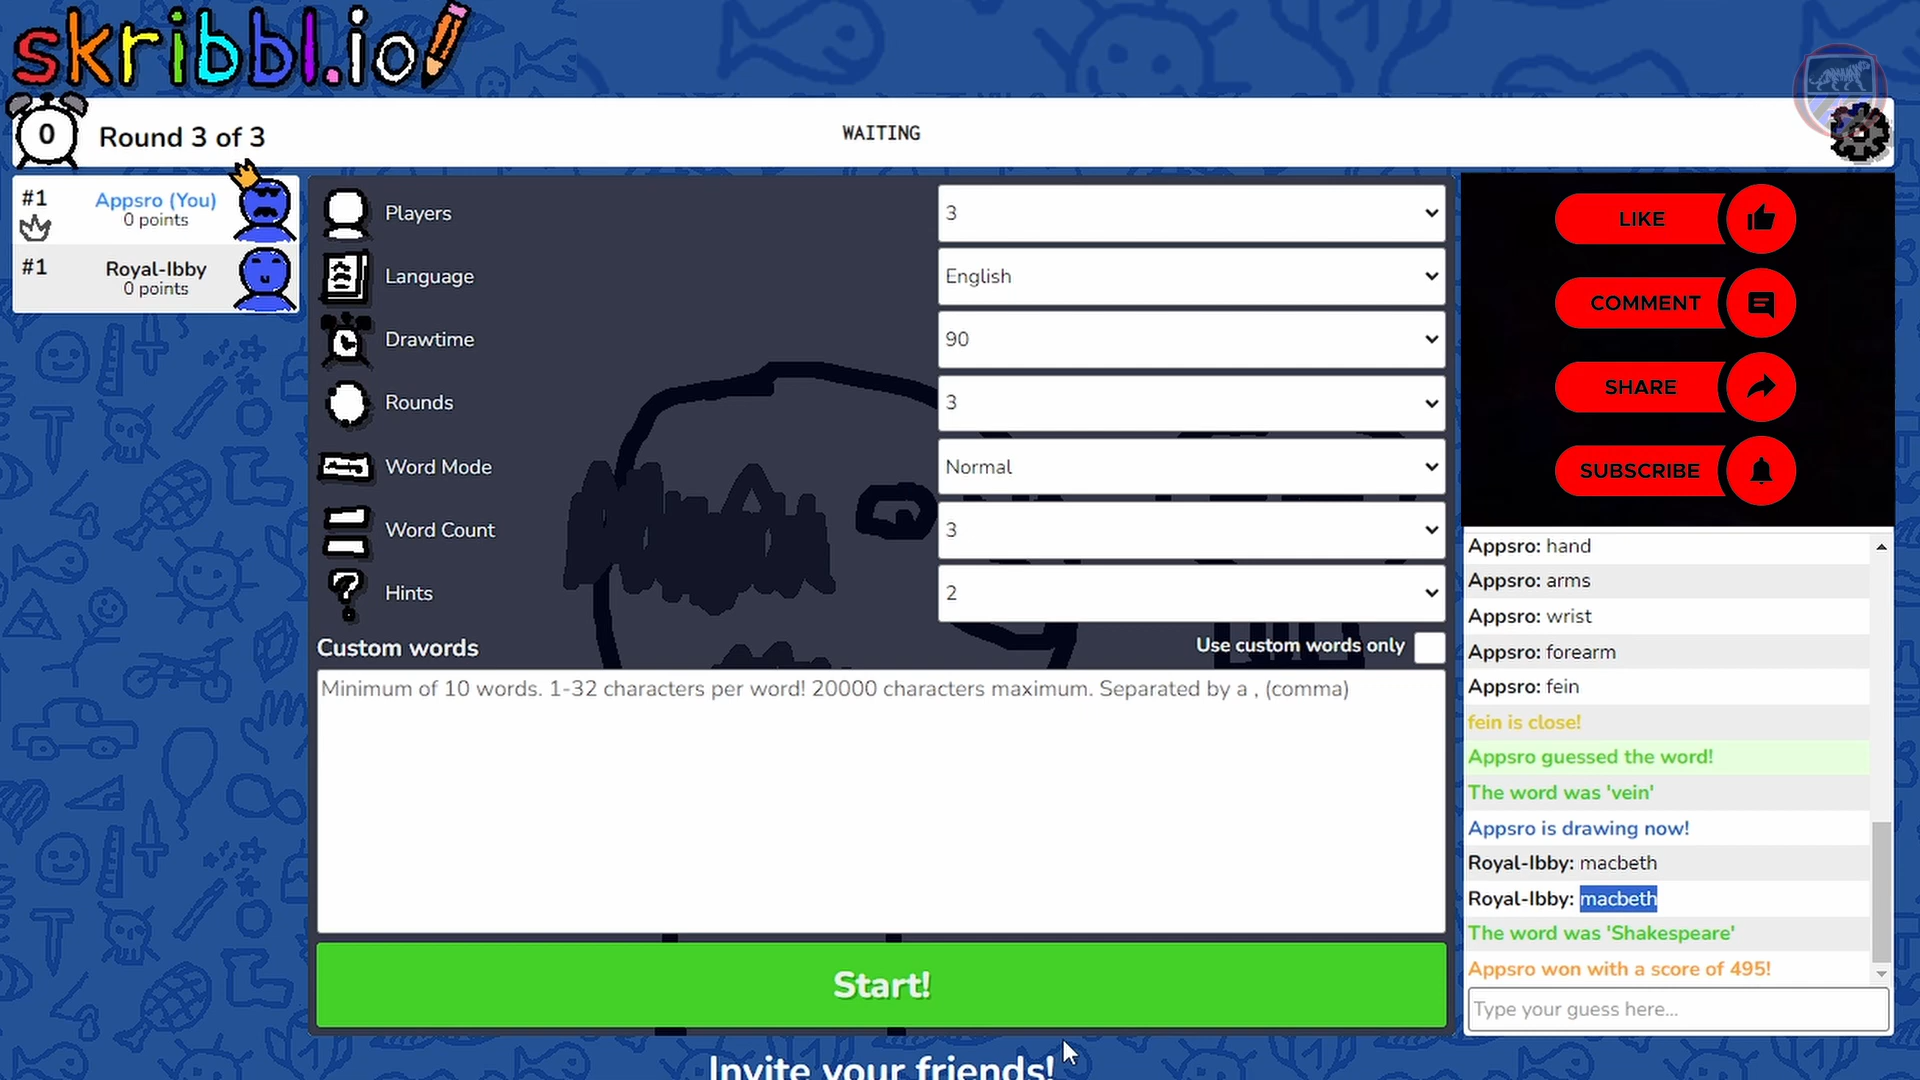 skribbl.io
0
Round 3 of 3
WAITING
#1
Appsro (You)
0 points
#1
Royal-Ibby
0 points
Players
3
Language
English
Drawtime
90
Rounds
3
Word Mode
Normal
Word Count
3
Hints
2
Custom words
Use custom words only
Minimum of 10 words. 1-32 characters per word! 20000 characters maximum. Separated by a , (comma)
Start!
Invite your friends!
LIKE
COMMENT
SHARE
SUBSCRIBE
Appsro: hand
Appsro: arms
Appsro: wrist
Appsro: forearm
Appsro: fein
fein is close!
Appsro guessed the word!
The word was 'vein'
Appsro is drawing now!
Royal-Ibby: macbeth
Royal-Ibby: macbeth
The word was 'Shakespeare'
Appsro won with a score of 495!
Type your guess here...